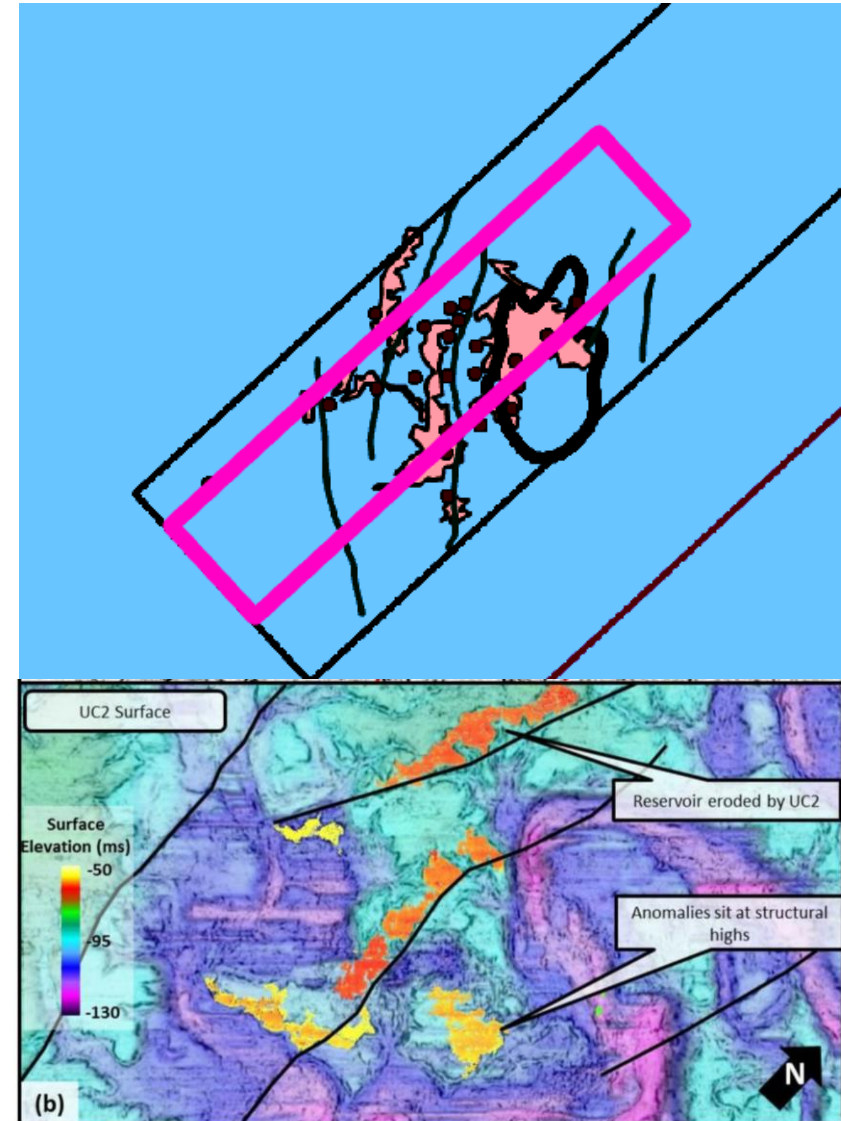 UC2 Surface
Reservoir eroded by UC2
Surface
Elevation (ms)
-50
-95
-130
Anomalies sit at structural
highs
N
(b)